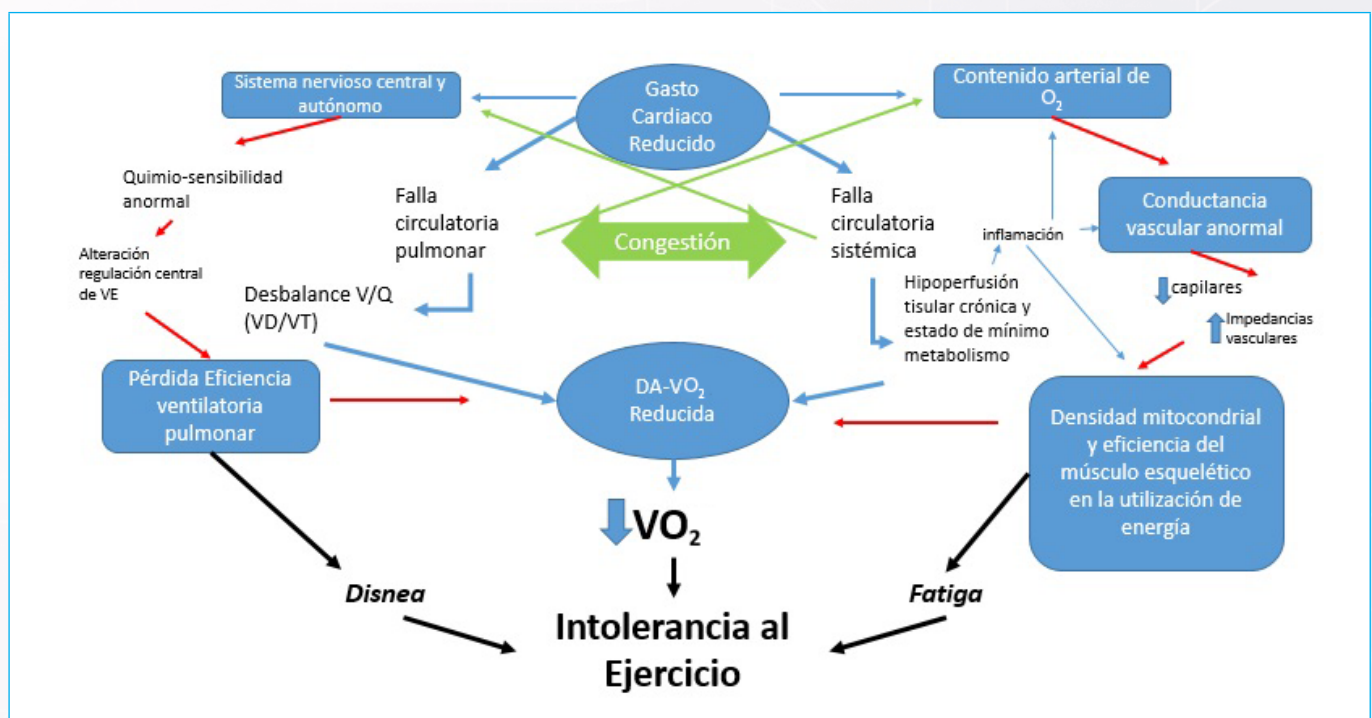 Sistema nervioso central y
autónomo
Gasto
Cardiaco
Reducido
Contenido arterial de
O₂
Quimio-sensibilidad
anormal
Falla
circulatoria
pulmonar
Congestión
Falla
circulatoria
sistémica
inflamación
Conductancia
vascular anormal
Alteración
regulación central
de VE
Desbalance V/Q
(VD/VT)
Hipoperfusión
tisular crónica y
estado de mínimo
metabolismo
capilares
Impedancias
vasculares
Pérdida Eficiencia
ventilatoria
pulmonar
DA-VO₂
Reducida
Densidad mitocondrial
y eficiencia del
músculo esquelético
en la utilización de
energía
VO₂
Disnea
Fatiga
Intolerancia al
Ejercicio